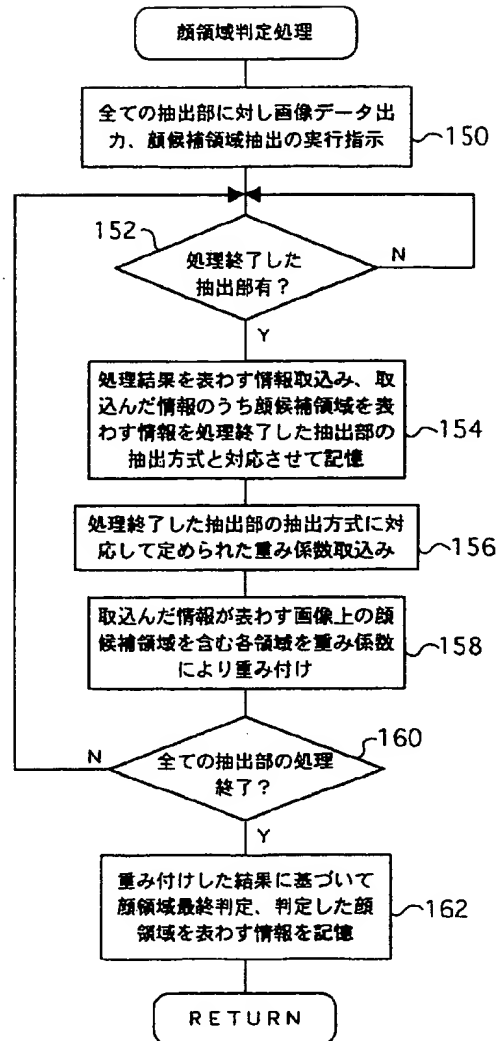 顔領域判定処理
全ての抽出部に対し画像データ出
力、顔候補領域抽出の実行指示
150
152
処理終了した
抽出部有？
N
Y
処理結果を表わす情報取込み、取
込んだ情報のうち顔候補領域を表
わす情報を処理終了した抽出部の
抽出方式と対応させて記憶
154
処理終了した抽出部の抽出方式に対
応して定められた重み係数取込み
156
取込んだ情報が表わす画像上の顔
候補領域を含む各領域を重み係数
により重み付け
158
160
全ての抽出部の処理
終了？
N
Y
重み付けした結果に基づいて
顔領域最終判定、判定した顔
領域を表わす情報を記憶
162
RETURN